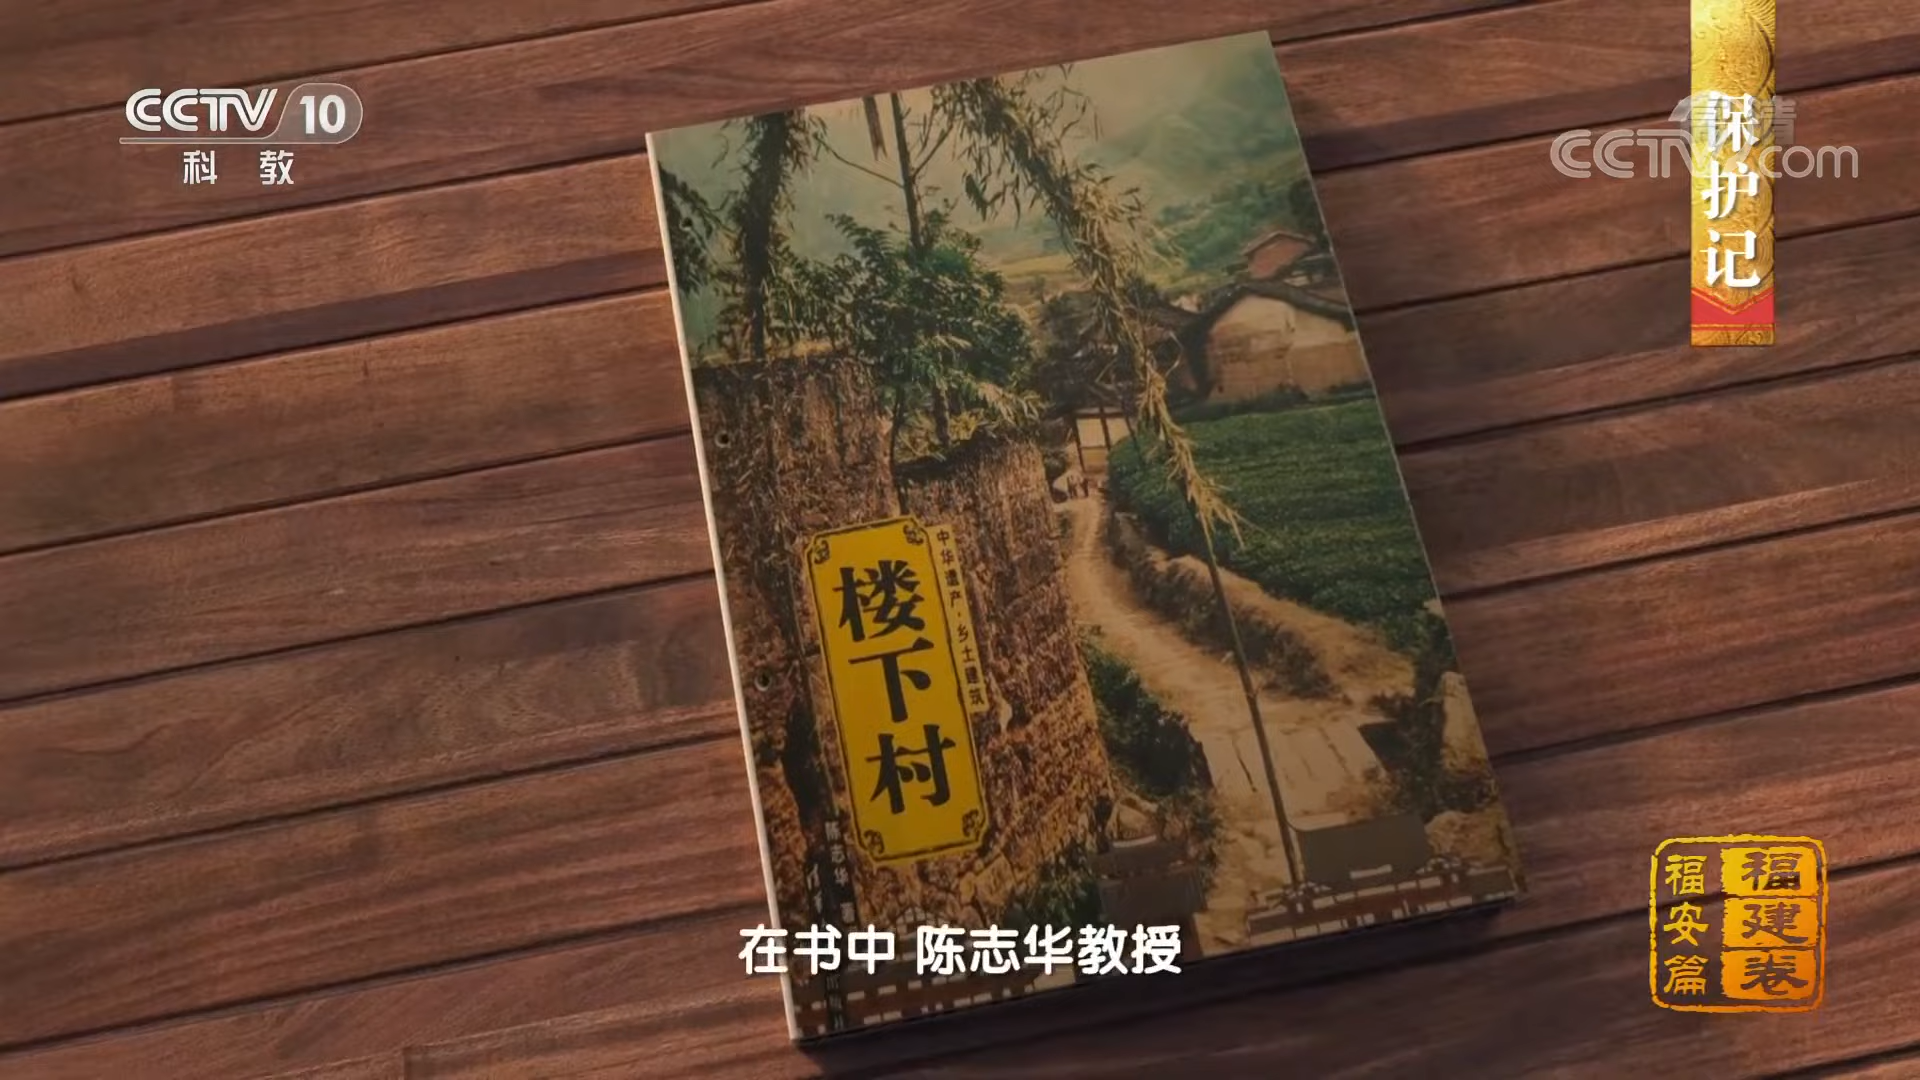 CCTV 10
科 教
高清
CCTV.com
保护记
中华遗产·乡土建筑
楼下村
陈志华 著
在书中 陈志华教授
福建卷
福安篇